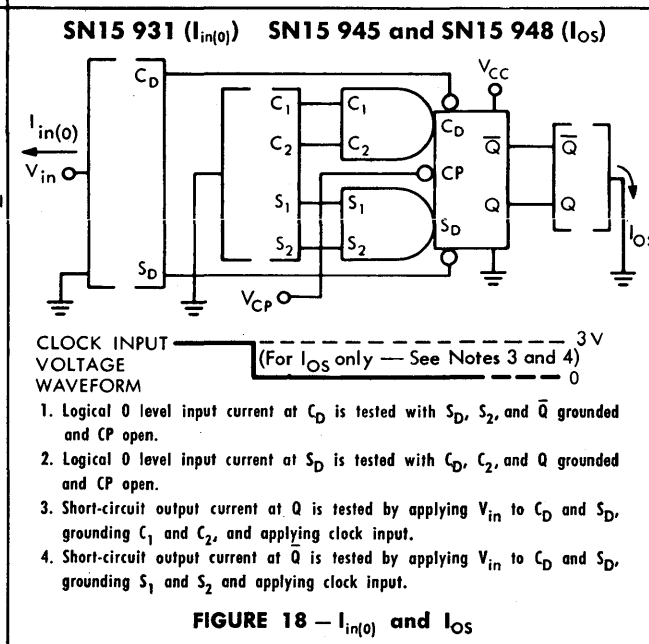 SN15 931 (Iin(0)) SN15 945 and SN15 948 (IOS)
CD
VCC
C1 C1
CD
Iin(0)
C2 C2
Q̅ Q̅
Vin
CP
S1 S1
Q Q
S2 S2
SD
IOS
SD
VCP
CLOCK INPUT
VOLTAGE
WAVEFORM
3 V
(For IOS only — See Notes 3 and 4)
0
1. Logical 0 level input current at CD is tested with SD, S2, and Q̅ grounded
and CP open.
2. Logical 0 level input current at SD is tested with CD, C2, and Q grounded
and CP open.
3. Short-circuit output current at Q is tested by applying Vin to CD and SD,
grounding C1 and C2, and applying clock input.
4. Short-circuit output current at Q̅ is tested by applying Vin to CD and SD,
grounding S1 and S2 and applying clock input.
FIGURE 18 — Iin(0) and IOS